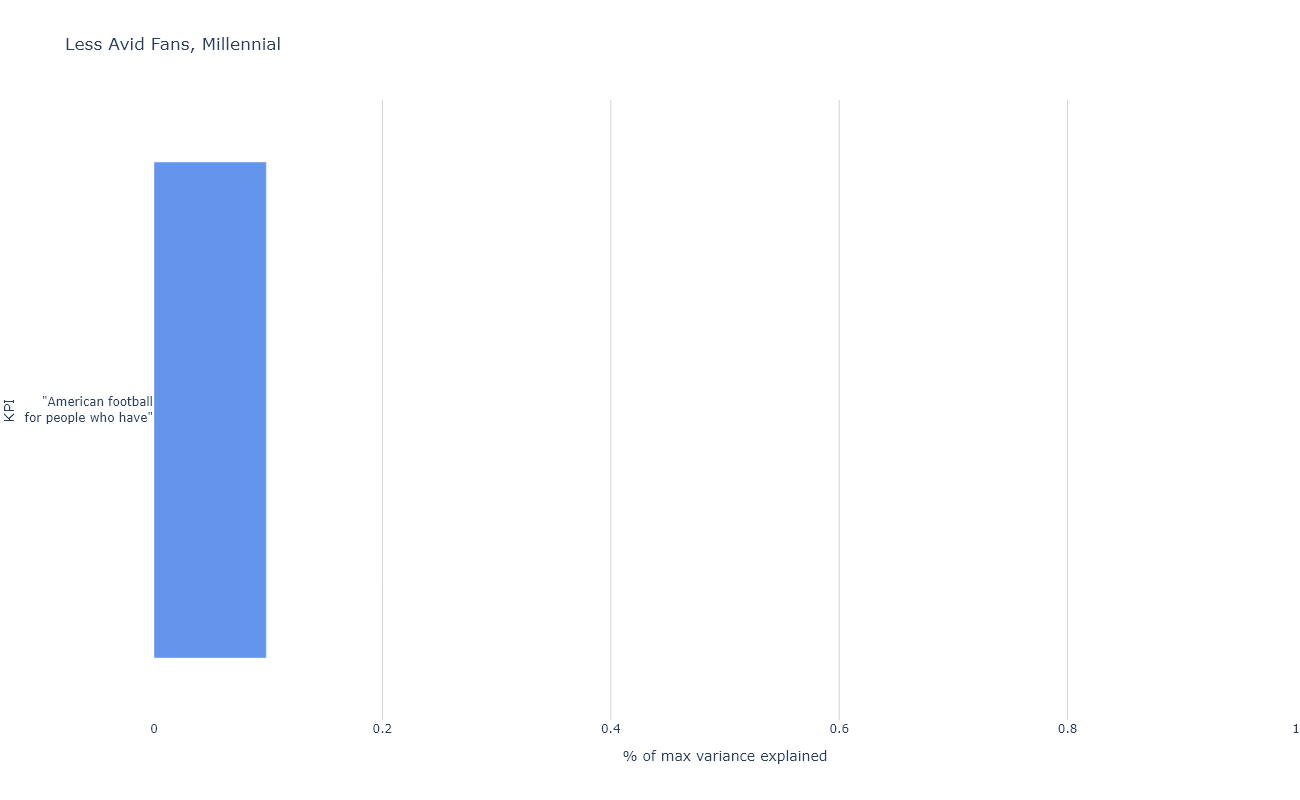 Less Avid Fans, Millennial
KPI
"American football
for people who have"
0
0.2
0.4
0.6
0.8
1
% of max variance explained